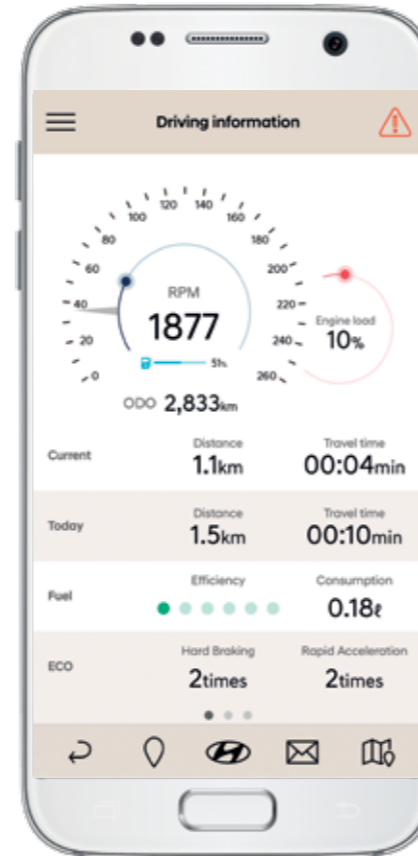 Driving information
0 20 40 60 80 100 120 140 160 180 200 220 240 260
RPM
1877
51%
Engine load
10%
ODO 2,833km
Current
Distance
1.1km
Travel time
00:04min
Today
Distance
1.5km
Travel time
00:10min
Fuel
Efficiency
Consumption
0.18ℓ
ECO
Hard Braking
2times
Rapid Acceleration
2times